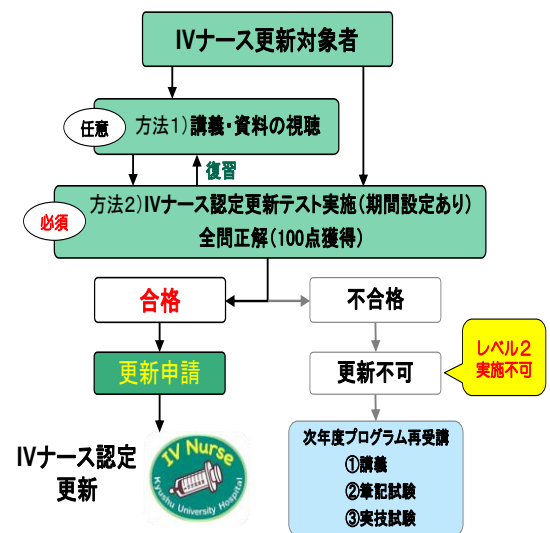 IVナース更新対象者
任意
方法1)講義・資料の視聴
復習
必須
方法2)IVナース認定更新テスト実施(期間設定あり)
全問正解(100点獲得)
合格
不合格
更新申請
更新不可
レベル2
実施不可
IVナース認定
更新
IV Nurse
Kyushu University Hospital
次年度プログラム再受講
①講義
②筆記試験
③実技試験